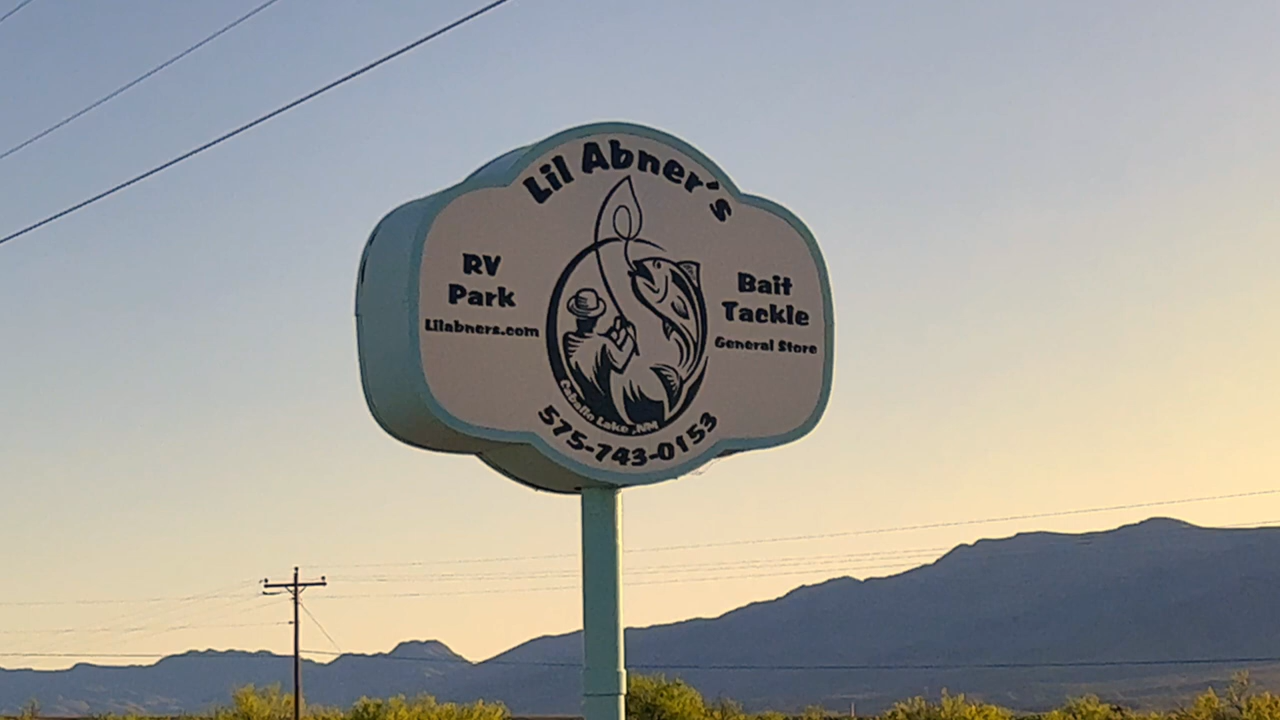 Lil Abner's
RV
Park
Lilabners.com
Bait
Tackle
General Store
Caballo Lake, NM
575-743-0153